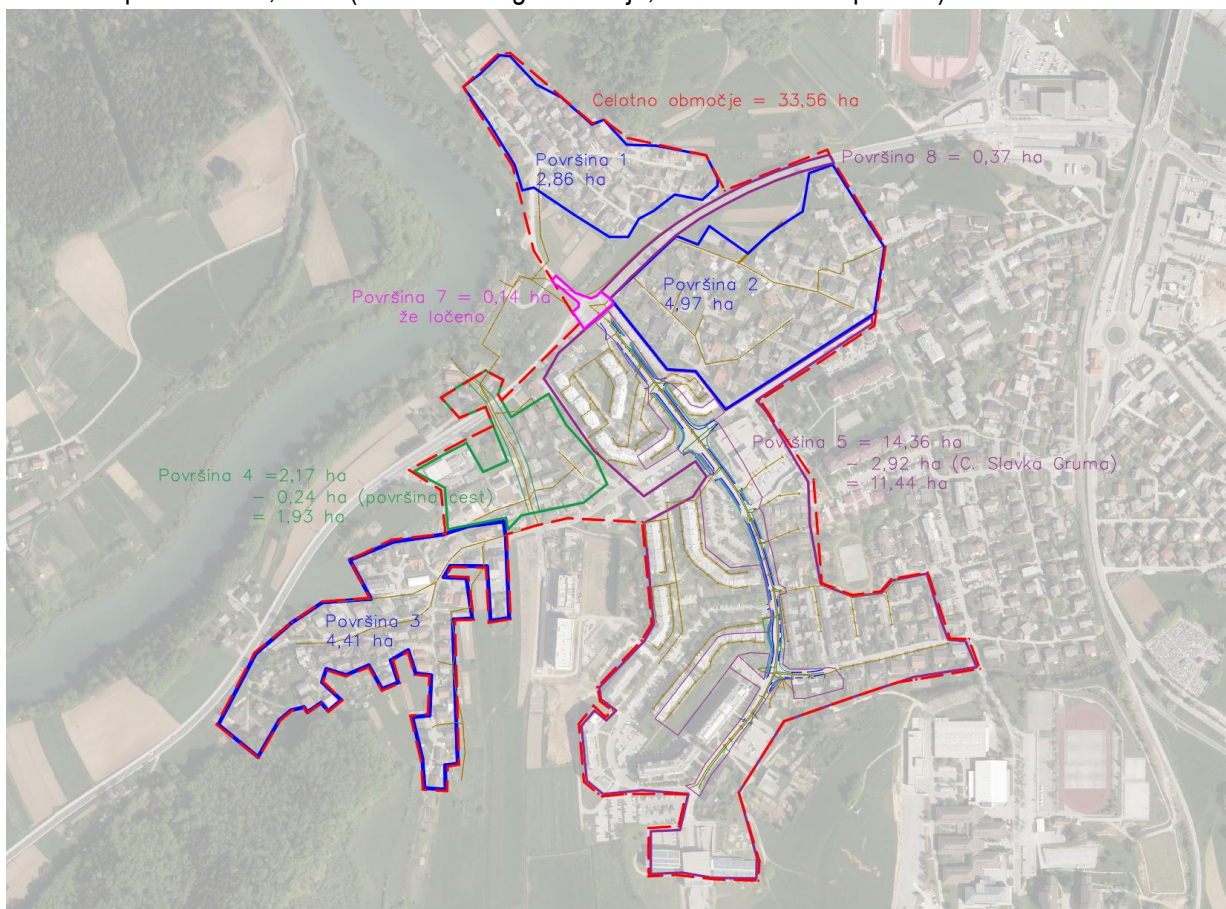 Celotno območje = 33,56 ha
Površina 1
2,86 ha
Površina 8 = 0,37 ha
Površina 2
4,97 ha
Površina 7 = 0,14 ha
že ločeno
Površina 5 = 14,36 ha
- 2,92 ha (C. Slavka Gruma)
= 11,44 ha
Površina 4 =2,17 ha
- 0,24 ha (površina cest)
= 1,93 ha
Površina 3
4,41 ha